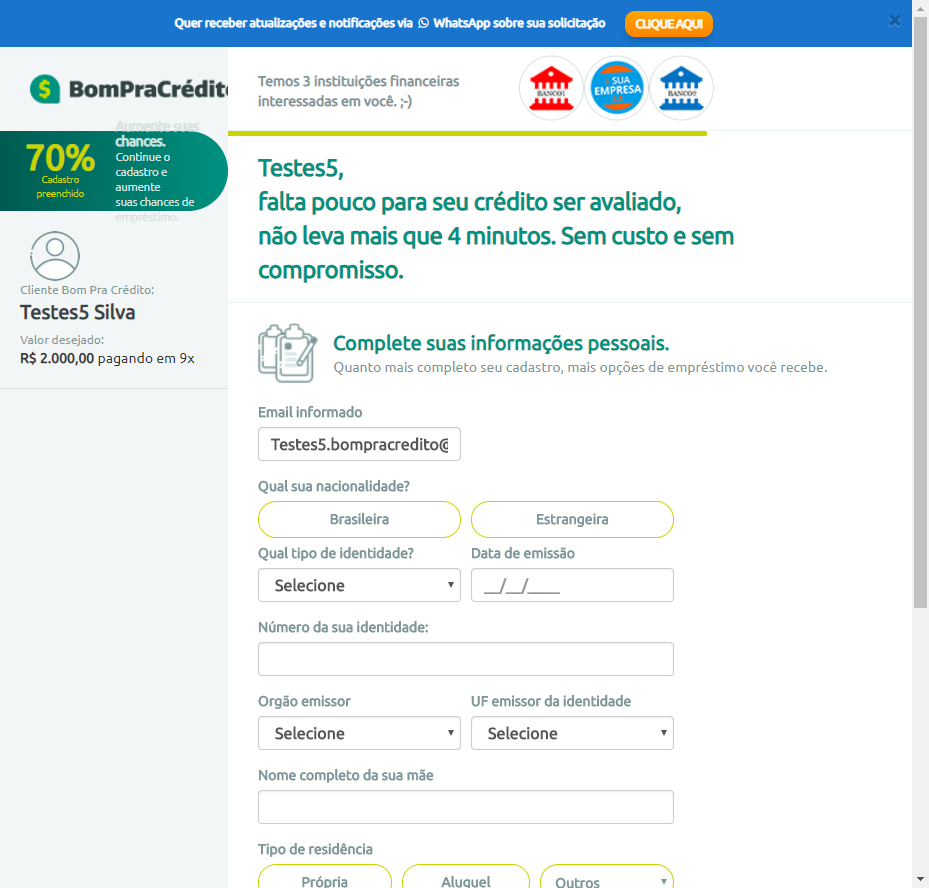 Quer receber atualizações e notificações via WhatsApp sobre sua solicitação
CLIQUE AQUI
$ BomPraCrédito
Temos 3 instituições financeiras
interessadas em você. ;-)
BANCO1
SUA
EMPRESA
BANCO2
70%
Cadastro
preenchido
Aumente suas
chances.
Continue o
cadastro e
aumente
suas chances de
empréstimo.
Cliente Bom Pra Crédito:
Testes5 Silva
Valor desejado:
R$ 2.000,00 pagando em 9x
Testes5,
falta pouco para seu crédito ser avaliado,
não leva mais que 4 minutos. Sem custo e sem
compromisso.
Complete suas informações pessoais.
Quanto mais completo seu cadastro, mais opções de empréstimo você recebe.
Email informado
Testes5.bompracredito@
Qual sua nacionalidade?
Brasileira Estrangeira
Qual tipo de identidade? Data de emissão
Selecione __/__/____
Número da sua identidade:
Orgão emissor UF emissor da identidade
Selecione Selecione
Nome completo da sua mãe
Tipo de residência
Própria Aluguel Outros